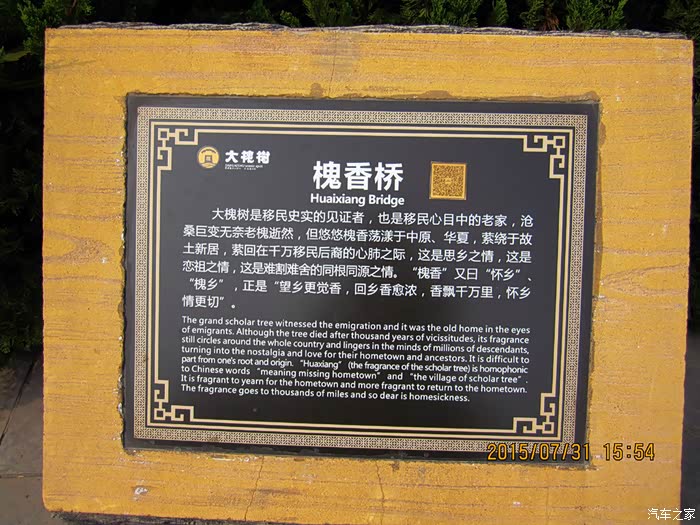 大槐树
槐香桥
Huaixiang Bridge
大槐树是移民史实的见证者，也是移民心目中的老家，沧
桑巨变无奈老槐逝然，但悠悠槐香荡漾于中原、华夏，萦绕于故
土新居，萦回在千万移民后裔的心肺之际，这是思乡之情，这是
恋祖之情，这是难割难舍的同根同源之情。“槐香”又曰“怀乡”、
“槐乡”，正是“望乡更觉香，回乡香愈浓，香飘千万里，怀乡
情更切”。
The grand scholar tree witnessed the emigration and it was the old home in the eyes
of emigrants. Although the tree died after thousand years of vicissitudes, its fragrance
still circles around the whole country and lingers in the minds of millions of descendants,
turning into the nostalgia and love for their hometown and ancestors. It is difficult to
part from one's root and origin. “Huaixiang” (the fragrance of the scholar tree) is homophonic
to Chinese words “meaning missing hometown” and “the village of scholar tree”.
It is fragrant to yearn for the hometown and more fragrant to return to the hometown.
The fragrance goes to thousands of miles and so dear is homesickness.
2015/07/31 15:54
汽车之家